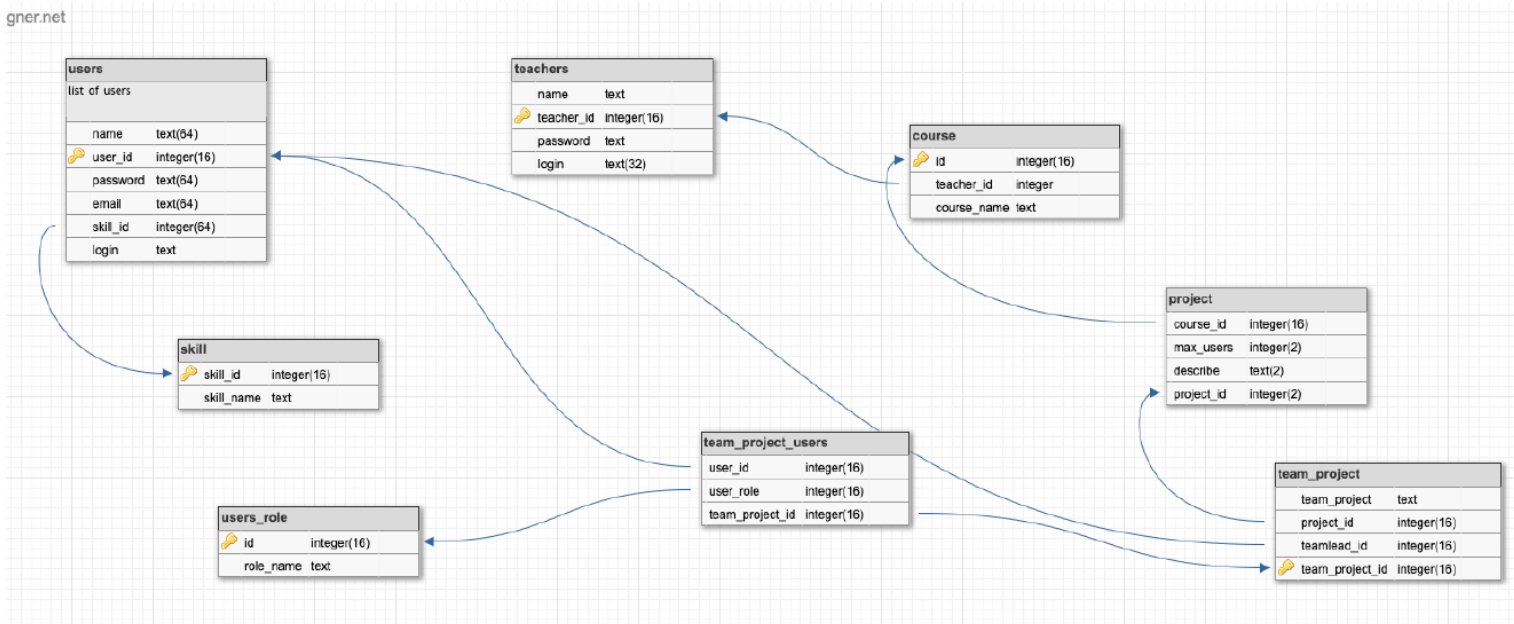 gner.net
users
list of users
name text(64)
user_id integer(16)
password text(64)
email text(64)
skill_id integer(64)
login text
teachers
name text
teacher_id integer(16)
password text
login text(32)
course
id integer(16)
teacher_id integer
course_name text
project
course_id integer(16)
max_users integer(2)
describe text(2)
project_id integer(2)
skill
skill_id integer(16)
skill_name text
team_project_users
user_id integer(16)
user_role integer(16)
team_project_id integer(16)
team_project
team_project text
project_id integer(16)
teamlead_id integer(16)
team_project_id integer(16)
users_role
id integer(16)
role_name text